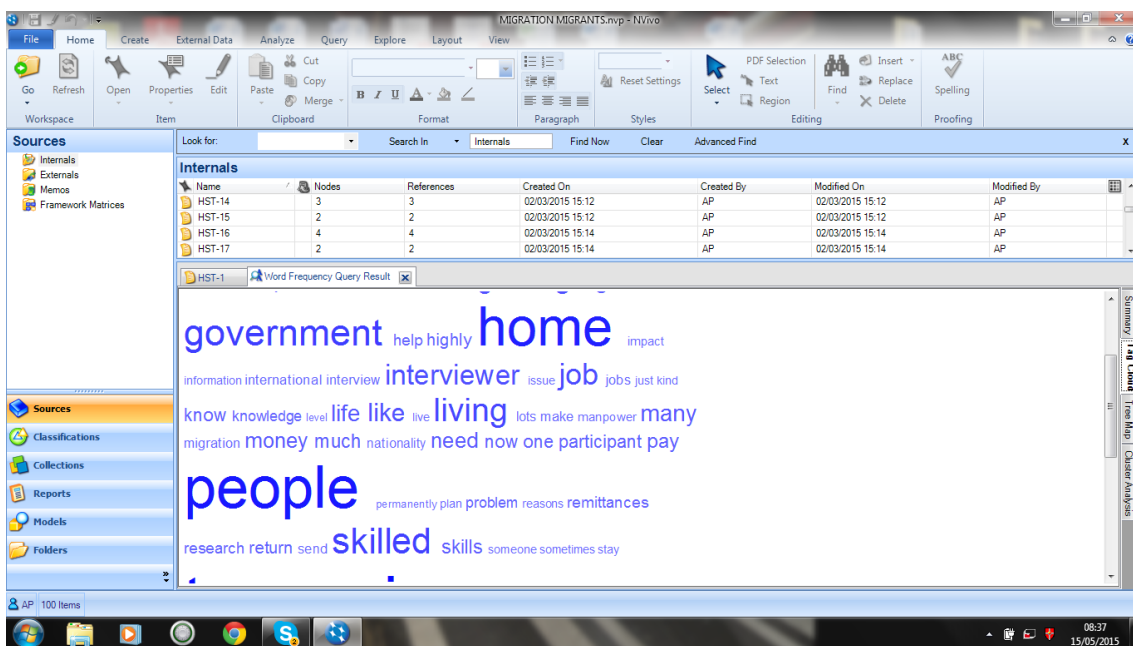 MIGRATION MIGRANTS.nvp - NVivo
File Home Create External Data Analyze Query Explore Layout View
Go Refresh Open Properties Edit Paste Cut Copy Merge B I U A Reset Settings Select PDF Selection Text Region Find Insert Replace Delete ABC Spelling
Workspace Item Clipboard Format Paragraph Styles Editing Proofing
Sources Look for: Search In Internals Find Now Clear Advanced Find x
Internals
Externals
Memos
Framework Matrices
Internals
Name Nodes References Created On Created By Modified On Modified By
HST-14 3 3 02/03/2015 15:12 AP 02/03/2015 15:12 AP
HST-15 2 2 02/03/2015 15:12 AP 02/03/2015 15:12 AP
HST-16 4 4 02/03/2015 15:14 AP 02/03/2015 15:14 AP
HST-17 2 2 02/03/2015 15:14 AP 02/03/2015 15:14 AP
HST-1 Word Frequency Query Result x
government help highly home impact
information international interview interviewer issue job jobs just kind
know knowledge level life like live living lots make manpower many
migration money much nationality need now one participant pay
people permanently plan problem reasons remittances
research return send skilled skills someone sometimes stay
Summary
Tag Cloud
Tree Map
Cluster Analysis
Sources
Classifications
Collections
Reports
Models
Folders
AP 100 Items
08:37
15/05/2015